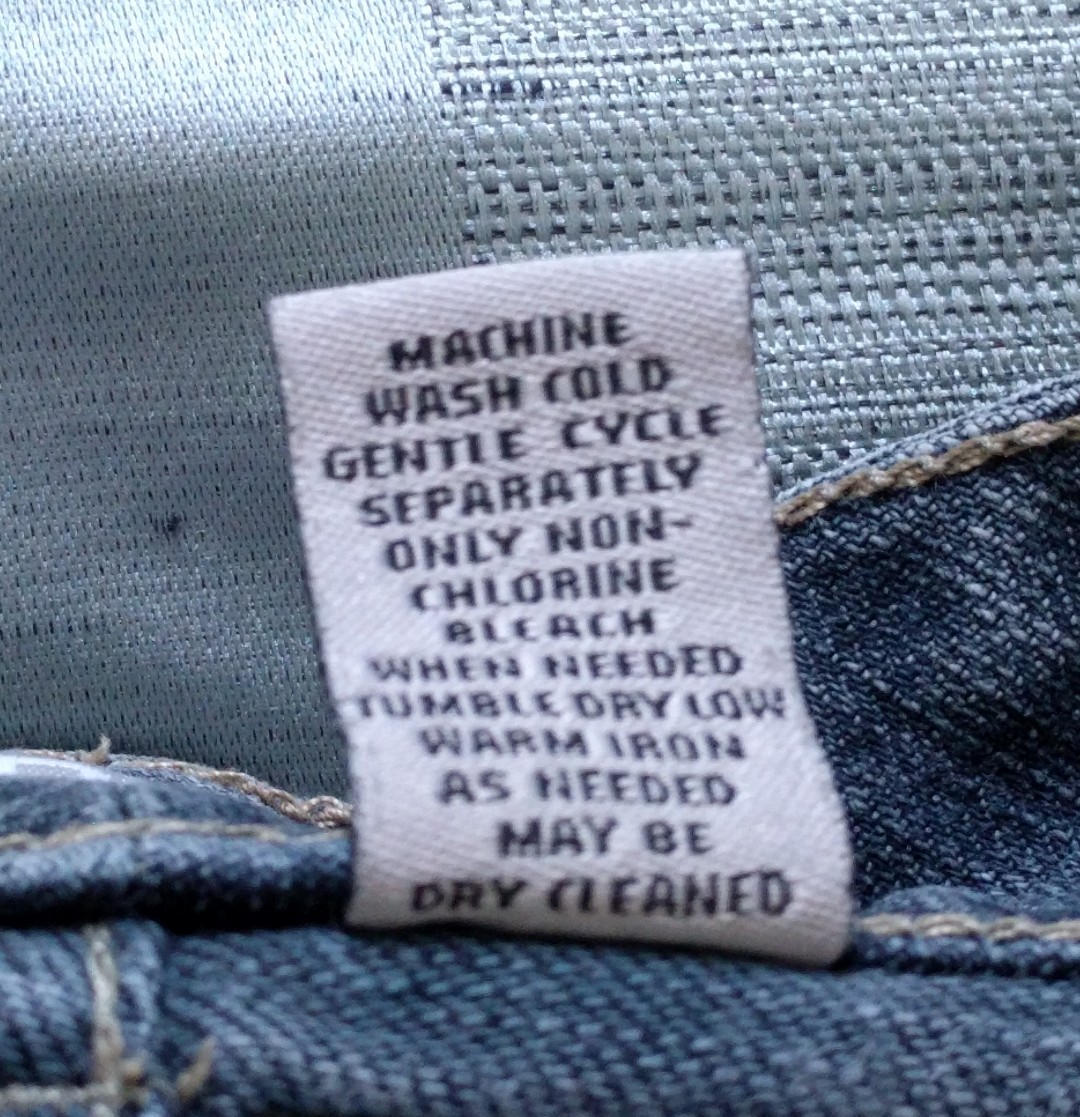 MACHINE
WASH COLD
GENTLE CYCLE
SEPARATELY
ONLY NON-
CHLORINE
BLEACH
WHEN NEEDED
TUMBLE DRY LOW
WARM IRON
AS NEEDED
MAY BE
DRY CLEANED